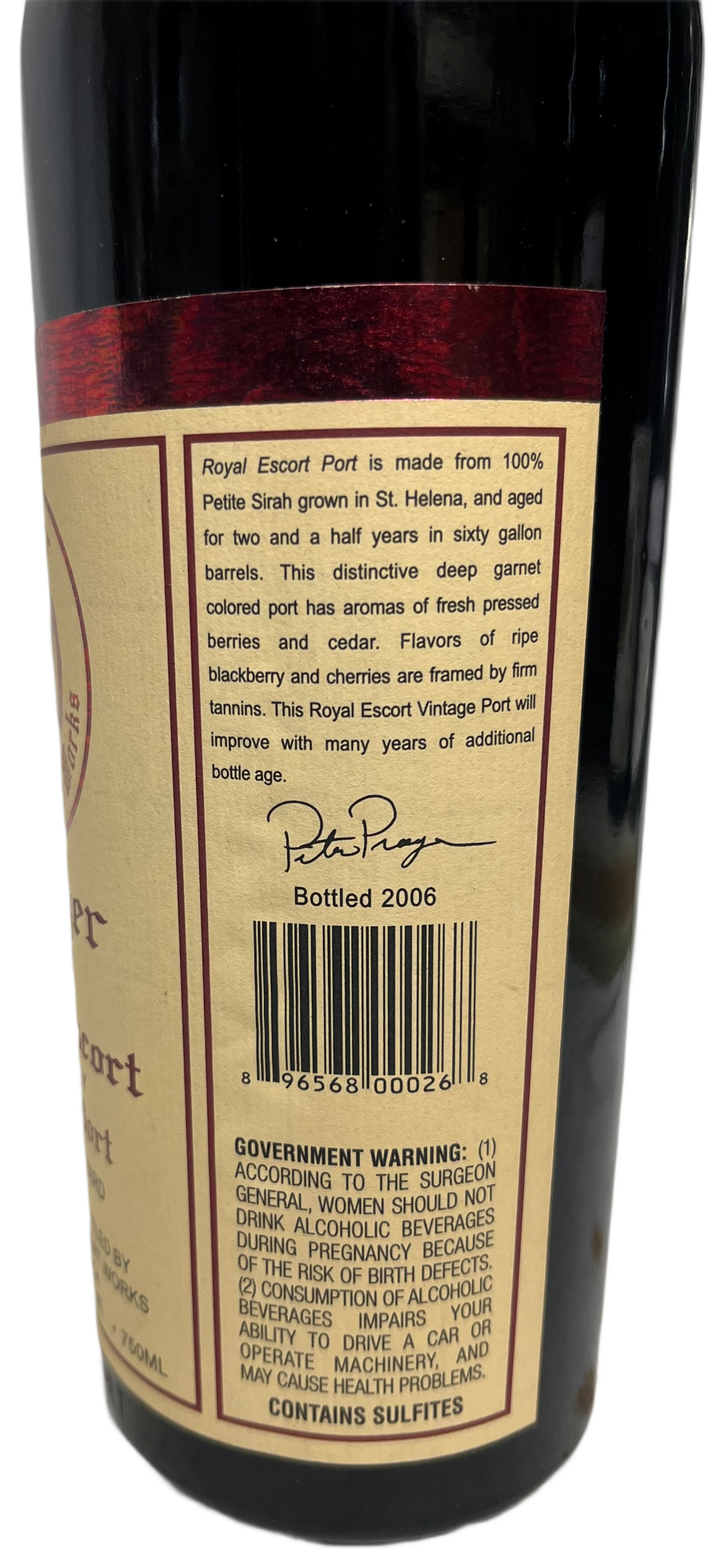 Royal Escort Port is made from 100%
Petite Sirah grown in St. Helena, and aged
for two and a half years in sixty gallon
barrels. This distinctive deep garnet
colored port has aromas of fresh pressed
berries and cedar. Flavors of ripe
blackberry and cherries are framed by firm
tannins. This Royal Escort Vintage Port will
improve with many years of additional
bottle age.
Peter Prager
Bottled 2006
8 96568 00026 8
GOVERNMENT WARNING: (1)
ACCORDING TO THE SURGEON
GENERAL, WOMEN SHOULD NOT
DRINK ALCOHOLIC BEVERAGES
DURING PREGNANCY BECAUSE
OF THE RISK OF BIRTH DEFECTS.
(2) CONSUMPTION OF ALCOHOLIC
BEVERAGES IMPAIRS YOUR
ABILITY TO DRIVE A CAR OR
OPERATE MACHINERY, AND
MAY CAUSE HEALTH PROBLEMS.
CONTAINS SULFITES
Works
BY
WORKS
750ML